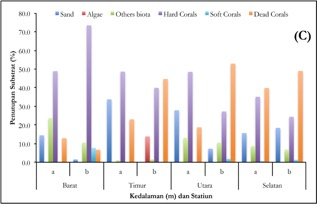 Sand Algae Others biota Hard Corals Soft Corals Dead Corals
(C)
Penutupan Substrat (%)
80.0
70.0
60.0
50.0
40.0
30.0
20.0
10.0
0.0
a b a b a b a b
Barat Timur Utara Selatan
Kedalaman (m) dan Statiun